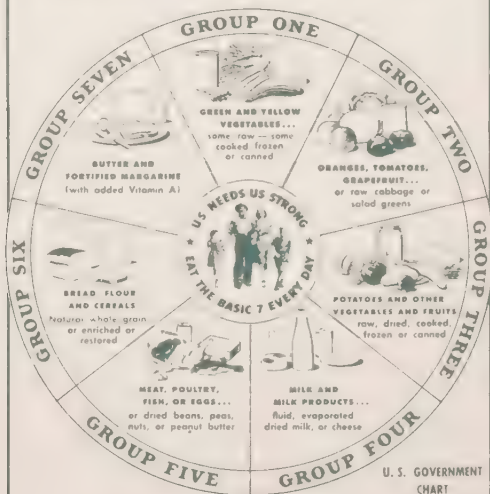 GROUP ONE
GREEN AND YELLOW
VEGETABLES...
some raw — some
cooked frozen
or canned
GROUP TWO
ORANGES, TOMATOES,
GRAPEFRUIT...
or raw cabbage or
salad greens
GROUP THREE
POTATOES AND OTHER
VEGETABLES AND FRUITS
raw, dried, cooked,
frozen or canned
GROUP FOUR
MILK AND
MILK PRODUCTS...
fluid, evaporated
dried milk, or cheese
GROUP FIVE
MEAT, POULTRY,
FISH, OR EGGS...
or dried beans, peas,
nuts, or peanut butter
GROUP SIX
BREAD FLOUR
AND CEREALS
Natural whole grain
or enriched or
restored
GROUP SEVEN
BUTTER AND
FORTIFIED MARGARINE
(with added Vitamin A)
US NEEDS US STRONG
EAT THE BASIC 7 EVERY DAY
U. S. GOVERNMENT
CHART